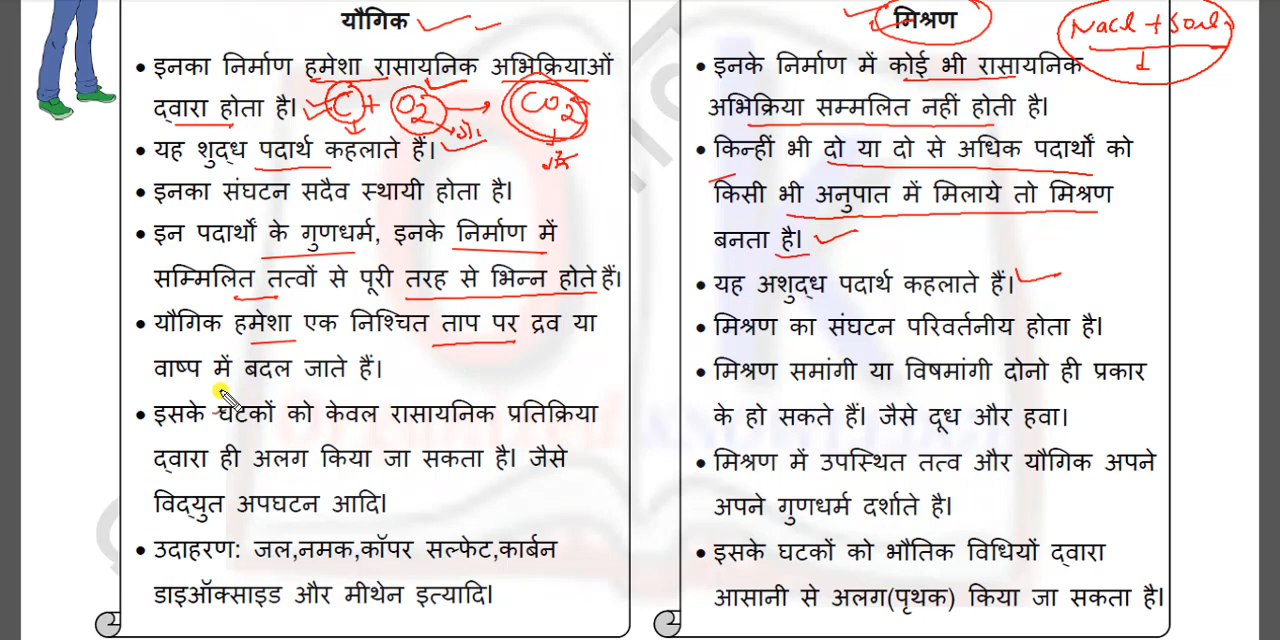 यौगिक
इनका निर्माण हमेशा रासायनिक अभिक्रियाओं
द्वारा होता है। C + O2 → CO2
यह शुद्ध पदार्थ कहलाते हैं।
इनका संघटन सदैव स्थायी होता है।
इन पदार्थों के गुणधर्म, इनके निर्माण में
सम्मिलित तत्वों से पूरी तरह से भिन्न होते हैं।
यौगिक हमेशा एक निश्चित ताप पर द्रव या
वाष्प में बदल जाते हैं।
इसके घटकों को केवल रासायनिक प्रतिक्रिया
द्वारा ही अलग किया जा सकता है। जैसे
विद्युत अपघटन आदि।
उदाहरण: जल,नमक,कॉपर सल्फेट,कार्बन
डाइऑक्साइड और मीथेन इत्यादि।
मिश्रण
Nacl + Soil
इनके निर्माण में कोई भी रासायनिक
अभिक्रिया सम्मलित नहीं होती है।
किन्हीं भी दो या दो से अधिक पदार्थों को
किसी भी अनुपात में मिलाये तो मिश्रण
बनता है।
यह अशुद्ध पदार्थ कहलाते हैं।
मिश्रण का संघटन परिवर्तनीय होता है।
मिश्रण समांगी या विषमांगी दोनो ही प्रकार
के हो सकते हैं। जैसे दूध और हवा।
मिश्रण में उपस्थित तत्व और यौगिक अपने
अपने गुणधर्म दर्शाते है।
इसके घटकों को भौतिक विधियों द्वारा
आसानी से अलग(पृथक) किया जा सकता है।